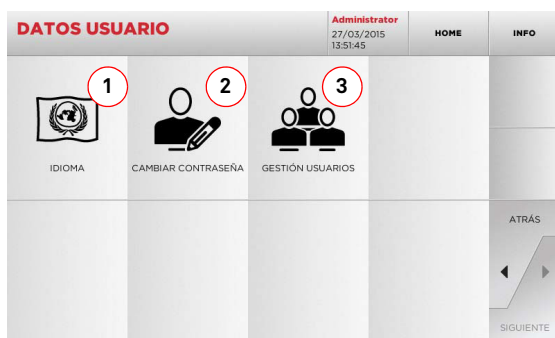 DATOS USUARIO
Administrator
27/03/2015
13:51:45
HOME
INFO
1
2
3
IDIOMA
CAMBIAR CONTRASEÑA
GESTIÓN USUARIOS
ATRÁS
SIGUIENTE